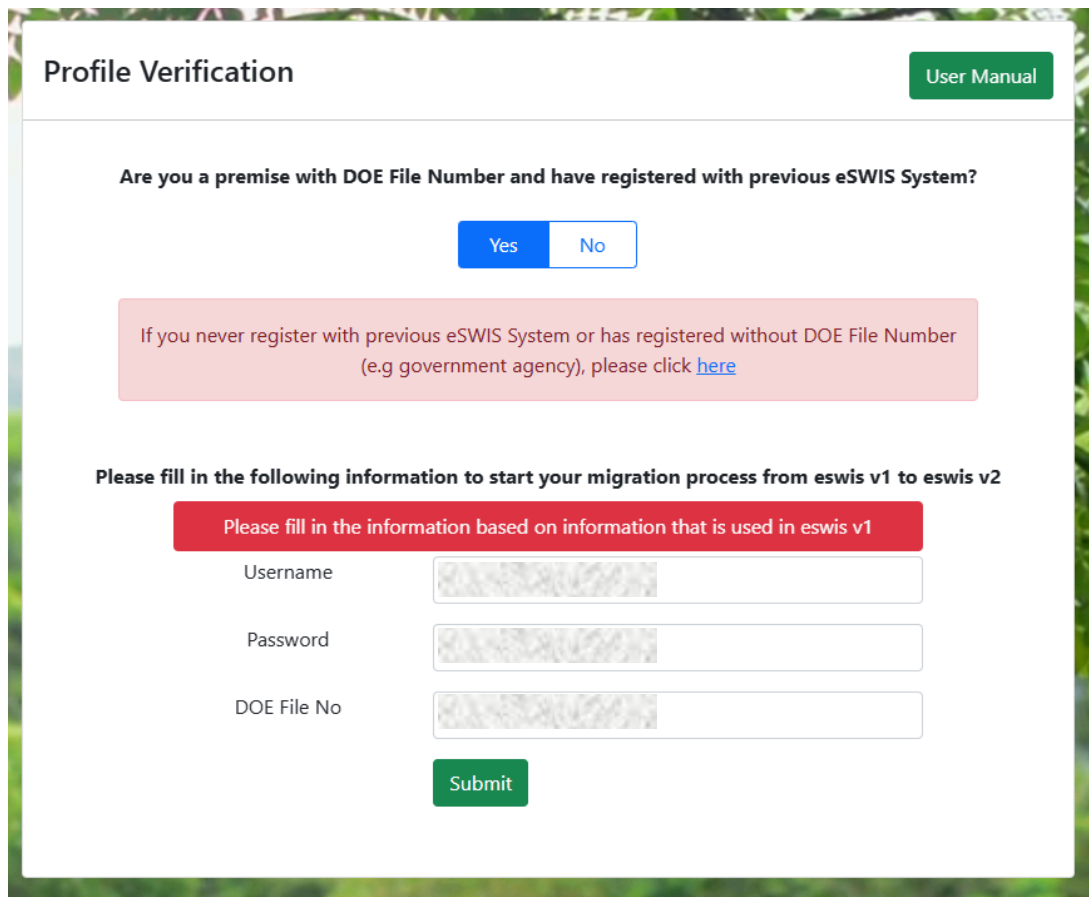 Profile Verification
User Manual
Are you a premise with DOE File Number and have registered with previous eSWIS System?
Yes
No
If you never register with previous eSWIS System or has registered without DOE File Number
(e.g government agency), please click here
Please fill in the following information to start your migration process from eswis v1 to eswis v2
Please fill in the information based on information that is used in eswis v1
Username
Password
DOE File No
Submit